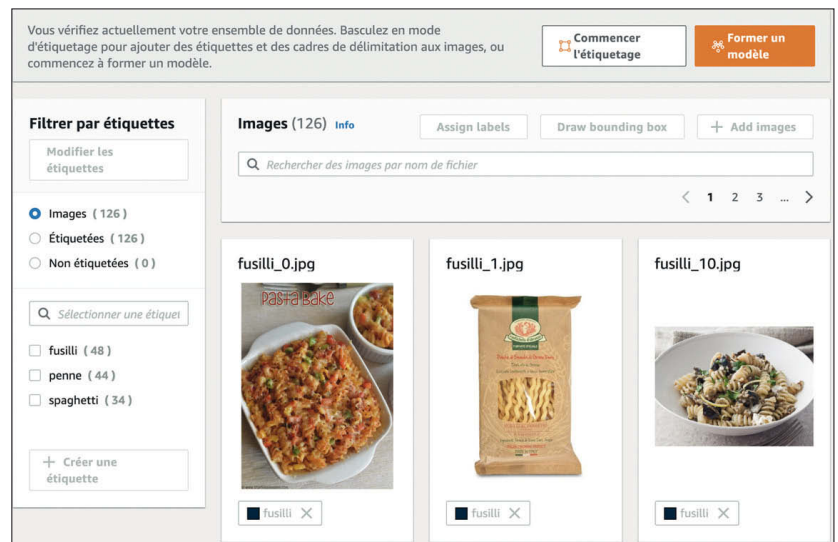 Vous vérifiez actuellement votre ensemble de données. Basculez en mode
d'étiquetage pour ajouter des étiquettes et des cadres de délimitation aux images, ou
commencez à former un modèle.
Commencer
l'étiquetage
Former un
modèle
Filtrer par étiquettes
Modifier les
étiquettes
Images ( 126 )
Étiquetées ( 126 )
Non étiquetées ( 0 )
Sélectionner une étiquet
fusilli ( 48 )
penne ( 44 )
spaghetti ( 34 )
+ Créer une
étiquette
Images (126) Info
Assign labels
Draw bounding box
+ Add images
Rechercher des images par nom de fichier
< 1 2 3 ... >
fusilli_0.jpg
PASTA BAKE
fusilli
fusilli_1.jpg
fusilli
fusilli_10.jpg
fusilli